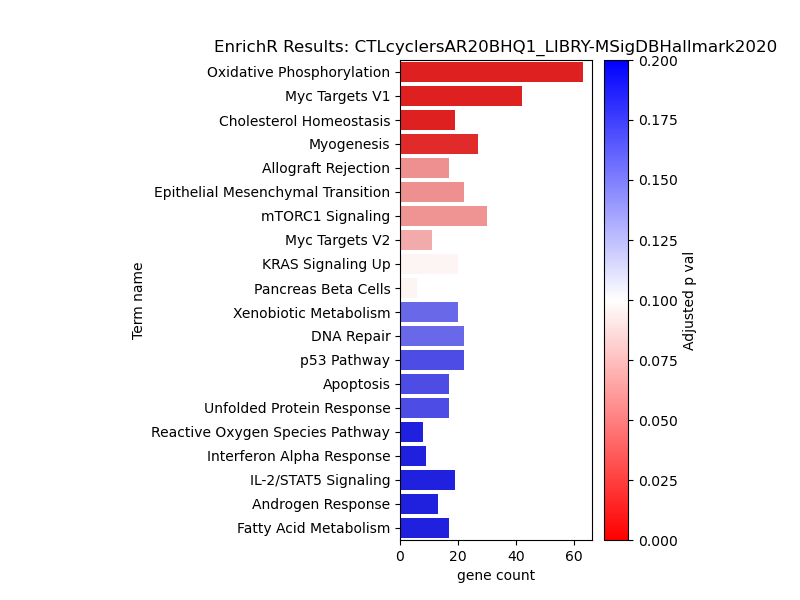 EnrichR Results: CTLcyclersAR20BHQ1_LIBRY-MSigDBHallmark2020
Oxidative Phosphorylation
Myc Targets V1
Cholesterol Homeostasis
Myogenesis
Allograft Rejection
Epithelial Mesenchymal Transition
mTORC1 Signaling
Myc Targets V2
KRAS Signaling Up
Pancreas Beta Cells
Xenobiotic Metabolism
DNA Repair
p53 Pathway
Apoptosis
Unfolded Protein Response
Reactive Oxygen Species Pathway
Interferon Alpha Response
IL-2/STAT5 Signaling
Androgen Response
Fatty Acid Metabolism
Term name
0 20 40 60
gene count
0.200
0.175
0.150
0.125
0.100
0.075
0.050
0.025
0.000
Adjusted p val